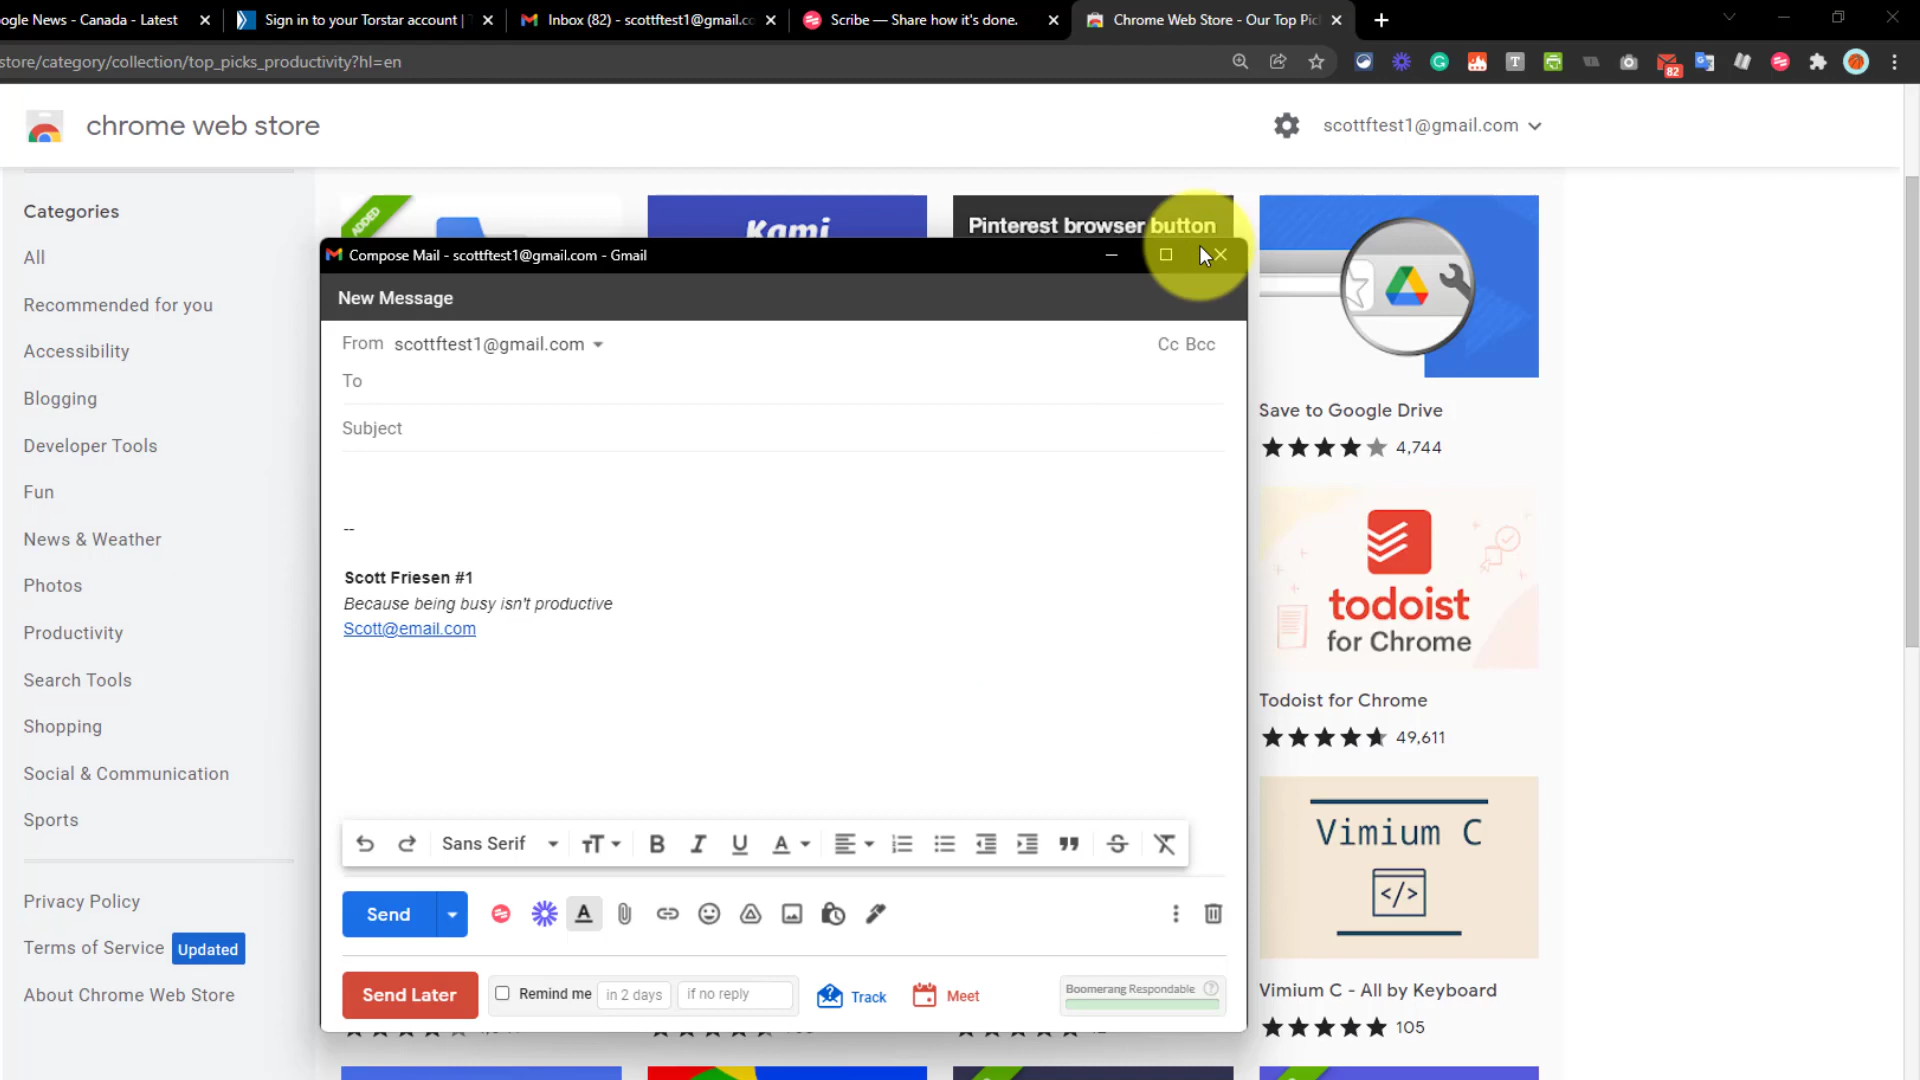 ogle News - Canada - Latest
Sign in to your Torstar account |
Inbox (82) - scottftest1@gmail.co
Scribe — Share how it's done.
Chrome Web Store - Our Top Pic
store/category/collection/top_picks_productivity?hl=en
82
chrome web store
scottftest1@gmail.com
Categories
All
Recommended for you
Accessibility
Blogging
Developer Tools
Fun
News & Weather
Photos
Productivity
Search Tools
Shopping
Social & Communication
Sports
Privacy Policy
Terms of Service Updated
About Chrome Web Store
ADDED
Kami
Pinterest browser button
Compose Mail - scottftest1@gmail.com - Gmail
New Message
From scottftest1@gmail.com
Cc Bcc
To
Subject
--
Scott Friesen #1
Because being busy isn't productive
Scott@email.com
Sans Serif
Send
Send Later
Remind me
in 2 days
if no reply
Track
Meet
Boomerang Respondable
Save to Google Drive
4,744
todoist
for Chrome
Todoist for Chrome
49,611
Vimium C
</>
Vimium C - All by Keyboard
105